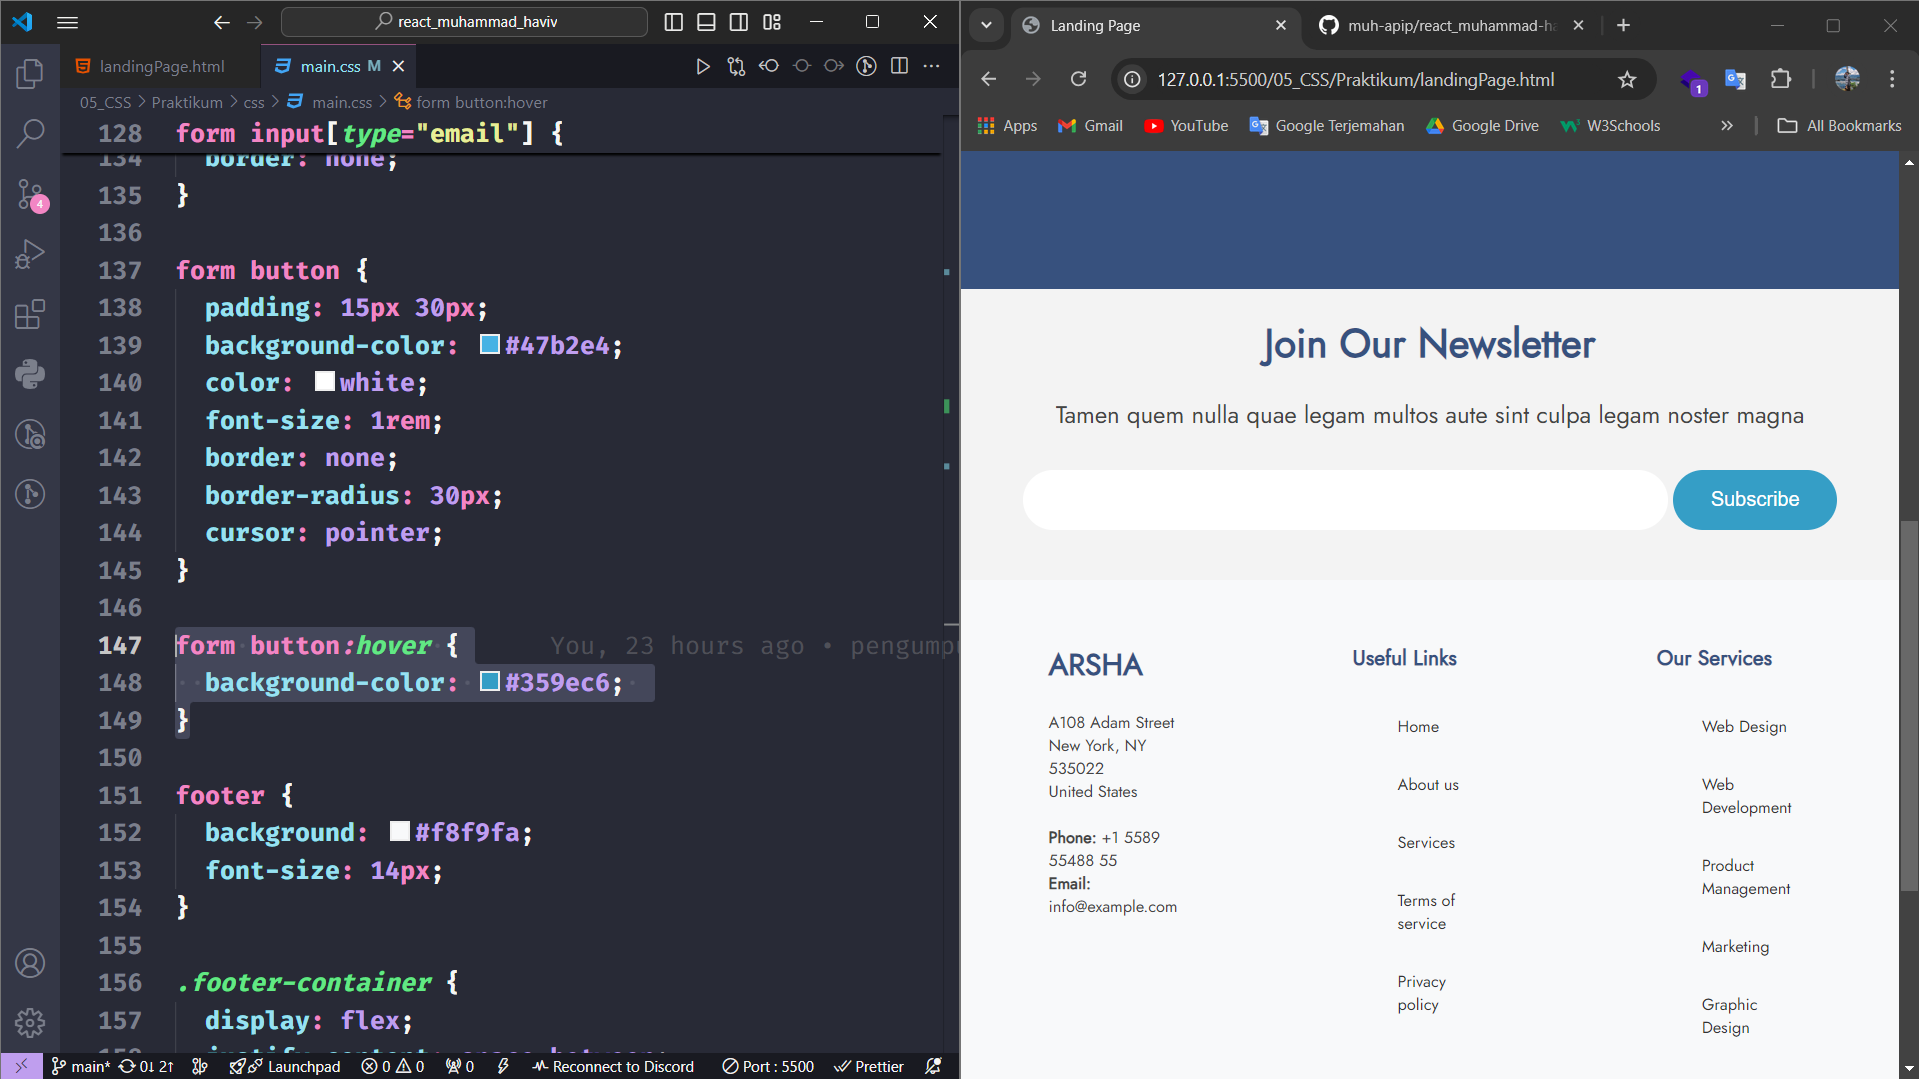 react_muhammad_haviv
landingPage.html
main.css M
05_CSS > Praktikum > css > main.css > form button:hover
128 form input[type="email"] {
134 border: none;
135 }
136
137 form button {
138 padding: 15px 30px;
139 background-color: #47b2e4;
140 color: white;
141 font-size: 1rem;
142 border: none;
143 border-radius: 30px;
144 cursor: pointer;
145 }
146
147 form button:hover { You, 23 hours ago • pengump
148 background-color: #359ec6;
149 }
150
151 footer {
152 background: #f8f9fa;
153 font-size: 14px;
154 }
155
156 .footer-container {
157 display: flex;
4
main* 0↓ 2↑ Launchpad 0 0 0 Reconnect to Discord Port : 5500 Prettier
Landing Page
muh-apip/react_muhammad-ha
127.0.0.1:5500/05_CSS/Praktikum/landingPage.html
1
Apps Gmail YouTube Google Terjemahan Google Drive W3Schools » All Bookmarks
Join Our Newsletter
Tamen quem nulla quae legam multos aute sint culpa legam noster magna
Subscribe
ARSHA
A108 Adam Street
New York, NY
535022
United States
Phone: +1 5589
55488 55
Email:
info@example.com
Useful Links
Home
About us
Services
Terms of
service
Privacy
policy
Our Services
Web Design
Web
Development
Product
Management
Marketing
Graphic
Design